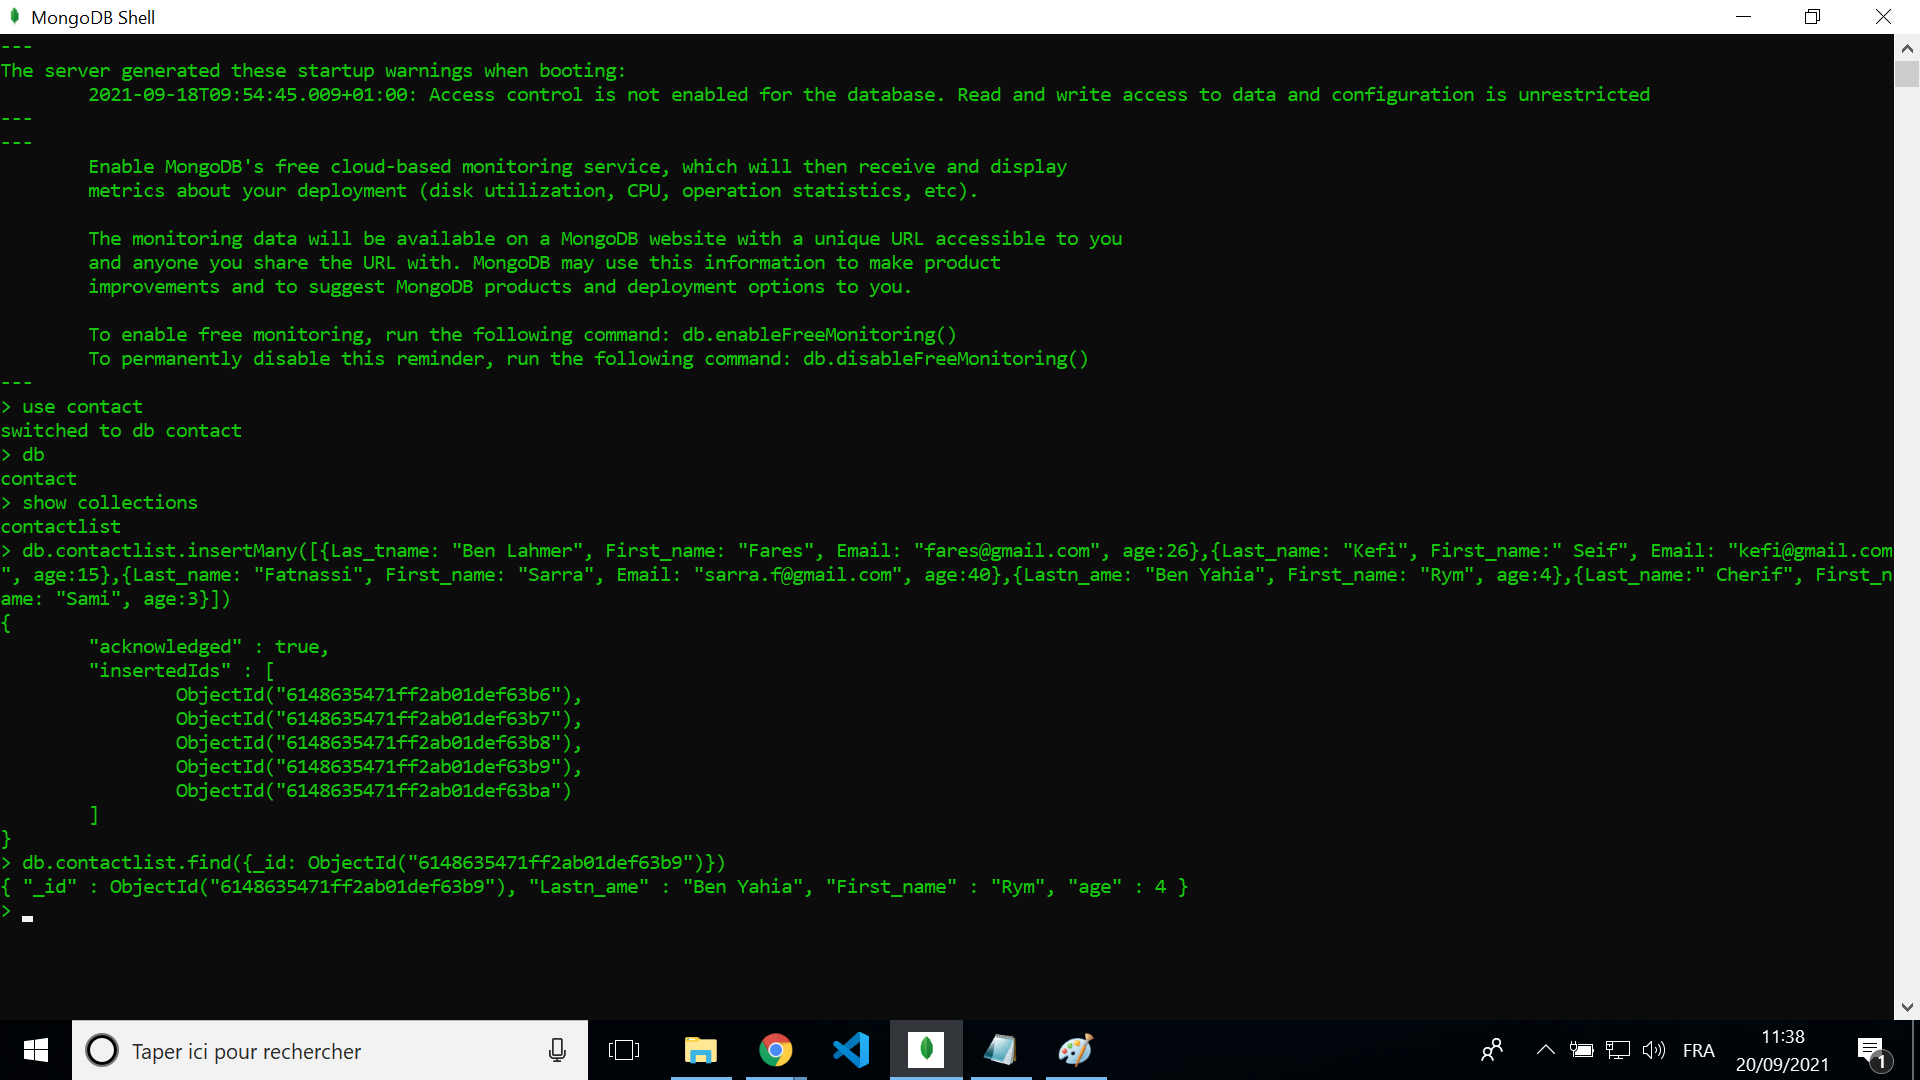 MongoDB Shell
---
The server generated these startup warnings when booting:
        2021-09-18T09:54:45.009+01:00: Access control is not enabled for the database. Read and write access to data and configuration is unrestricted
---
---
        Enable MongoDB's free cloud-based monitoring service, which will then receive and display
        metrics about your deployment (disk utilization, CPU, operation statistics, etc).

        The monitoring data will be available on a MongoDB website with a unique URL accessible to you
        and anyone you share the URL with. MongoDB may use this information to make product
        improvements and to suggest MongoDB products and deployment options to you.

        To enable free monitoring, run the following command: db.enableFreeMonitoring()
        To permanently disable this reminder, run the following command: db.disableFreeMonitoring()
---
> use contact
switched to db contact
> db
contact
> show collections
contactlist
> db.contactlist.insertMany([{Las_tname: "Ben Lahmer", First_name: "Fares", Email: "fares@gmail.com", age:26},{Last_name: "Kefi", First_name:" Seif", Email: "kefi@gmail.com
", age:15},{Last_name: "Fatnassi", First_name: "Sarra", Email: "sarra.f@gmail.com", age:40},{Lastn_ame: "Ben Yahia", First_name: "Rym", age:4},{Last_name:" Cherif", First_n
ame: "Sami", age:3}])
{
        "acknowledged" : true,
        "insertedIds" : [
                ObjectId("6148635471ff2ab01def63b6"),
                ObjectId("6148635471ff2ab01def63b7"),
                ObjectId("6148635471ff2ab01def63b8"),
                ObjectId("6148635471ff2ab01def63b9"),
                ObjectId("6148635471ff2ab01def63ba")
        ]
}
> db.contactlist.find({_id: ObjectId("6148635471ff2ab01def63b9")})
{ "_id" : ObjectId("6148635471ff2ab01def63b9"), "Lastn_ame" : "Ben Yahia", "First_name" : "Rym", "age" : 4 }
>
Taper ici pour rechercher
FRA
11:38
20/09/2021
1